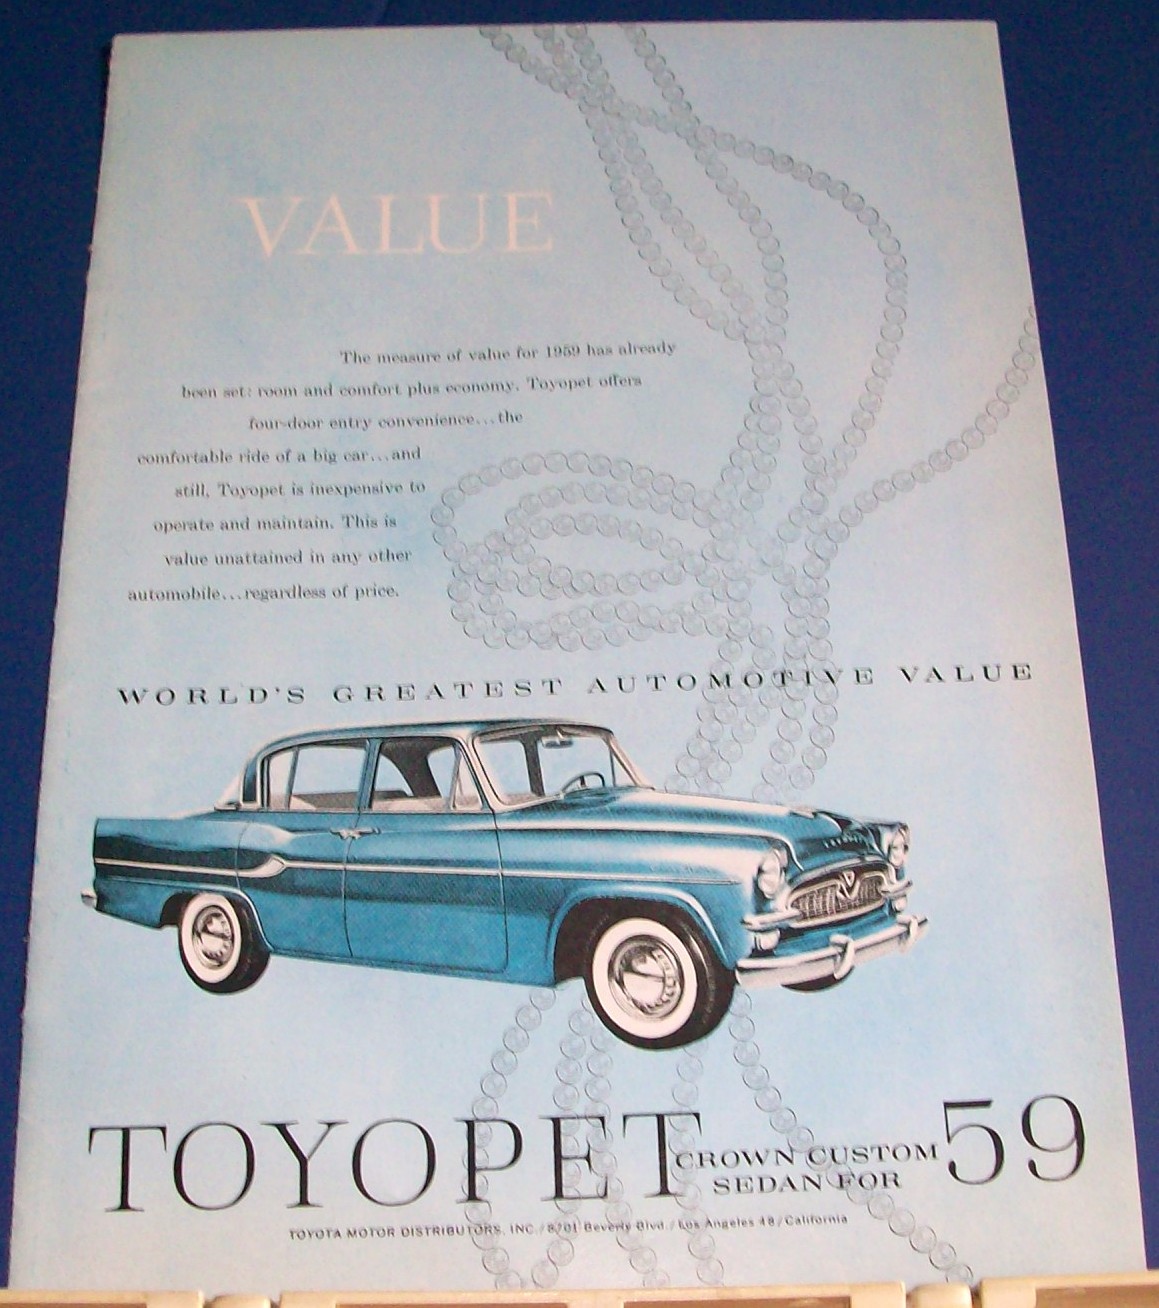 VALUE
The measure of value for 1959 has already
been set: room and comfort plus economy. Toyopet offers
four-door entry convenience...the
comfortable ride of a big car...and
still, Toyopet is inexpensive to
operate and maintain. This is
value unattained in any other
automobile...regardless of price.
WORLD'S GREATEST AUTOMOTIVE VALUE
TOYOPET CROWN CUSTOM SEDAN FOR 59
TOYOTA MOTOR DISTRIBUTORS, INC./8701 Beverly Blvd./Los Angeles 48/California